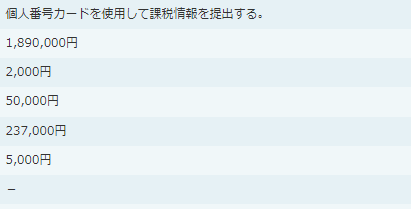 個人番号カードを使用して課税情報を提出する。
1,890,000円
2,000円
50,000円
237,000円
5,000円
－